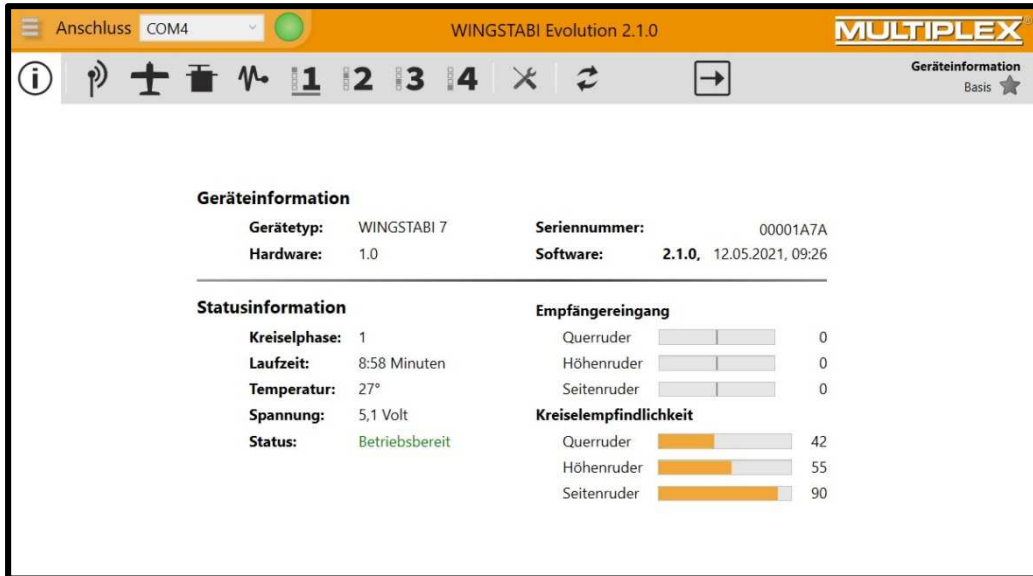 Anschluss COM4 WINGSTABI Evolution 2.1.0 MULTIPLEX®
1 2 3 4 Geräteinformation
Basis
Geräteinformation
Gerätetyp: WINGSTABI 7 Seriennummer: 00001A7A
Hardware: 1.0 Software: 2.1.0, 12.05.2021, 09:26
Statusinformation
Kreiselphase: 1
Laufzeit: 8:58 Minuten
Temperatur: 27°
Spannung: 5,1 Volt
Status: Betriebsbereit
Empfängereingang
Querruder 0
Höhenruder 0
Seitenruder 0
Kreiselempfindlichkeit
Querruder 42
Höhenruder 55
Seitenruder 90